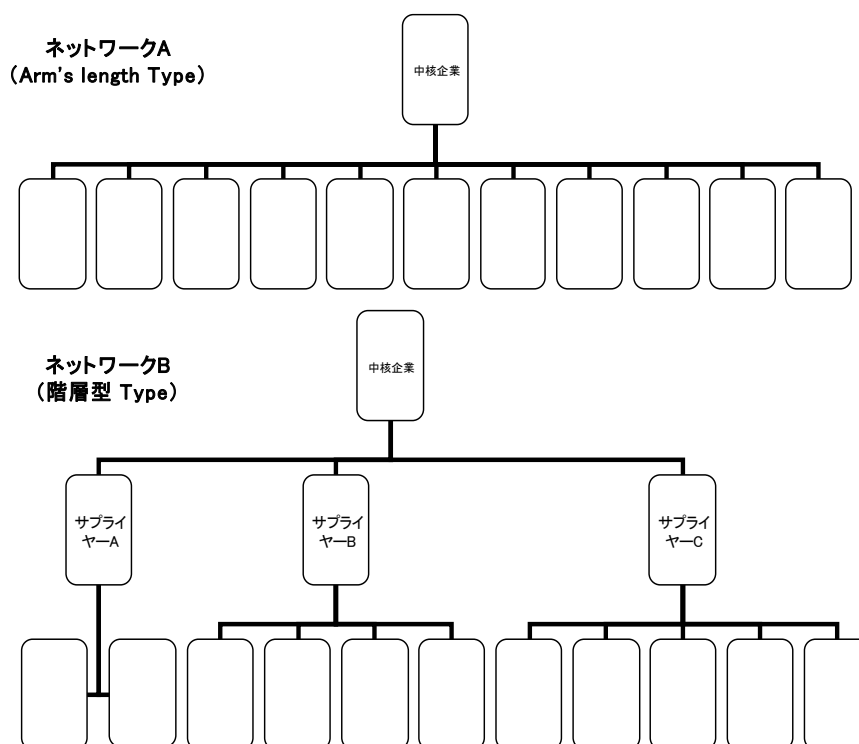 ネットワークA
（Arm's length Type）
中核企業
ネットワークB
（階層型 Type）
中核企業
サプライ
ヤーA
サプライ
ヤーB
サプライ
ヤーC